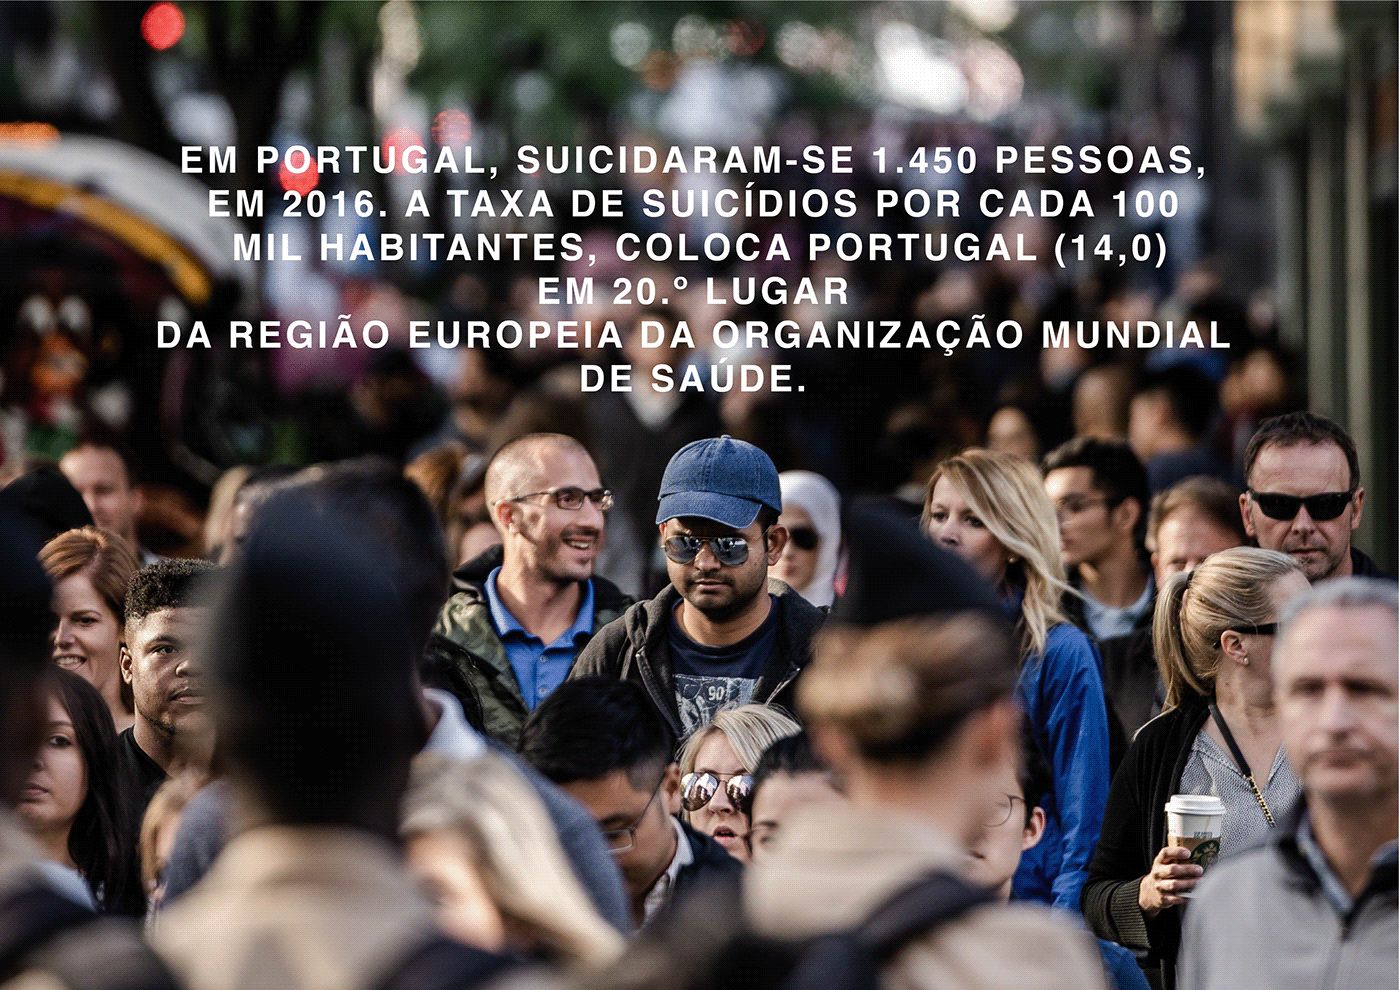 EM PORTUGAL, SUICIDARAM-SE 1.450 PESSOAS,
EM 2016. A TAXA DE SUICÍDIOS POR CADA 100
MIL HABITANTES, COLOCA PORTUGAL (14,0)
EM 20.º LUGAR
DA REGIÃO EUROPEIA DA ORGANIZAÇÃO MUNDIAL
DE SAÚDE.
90